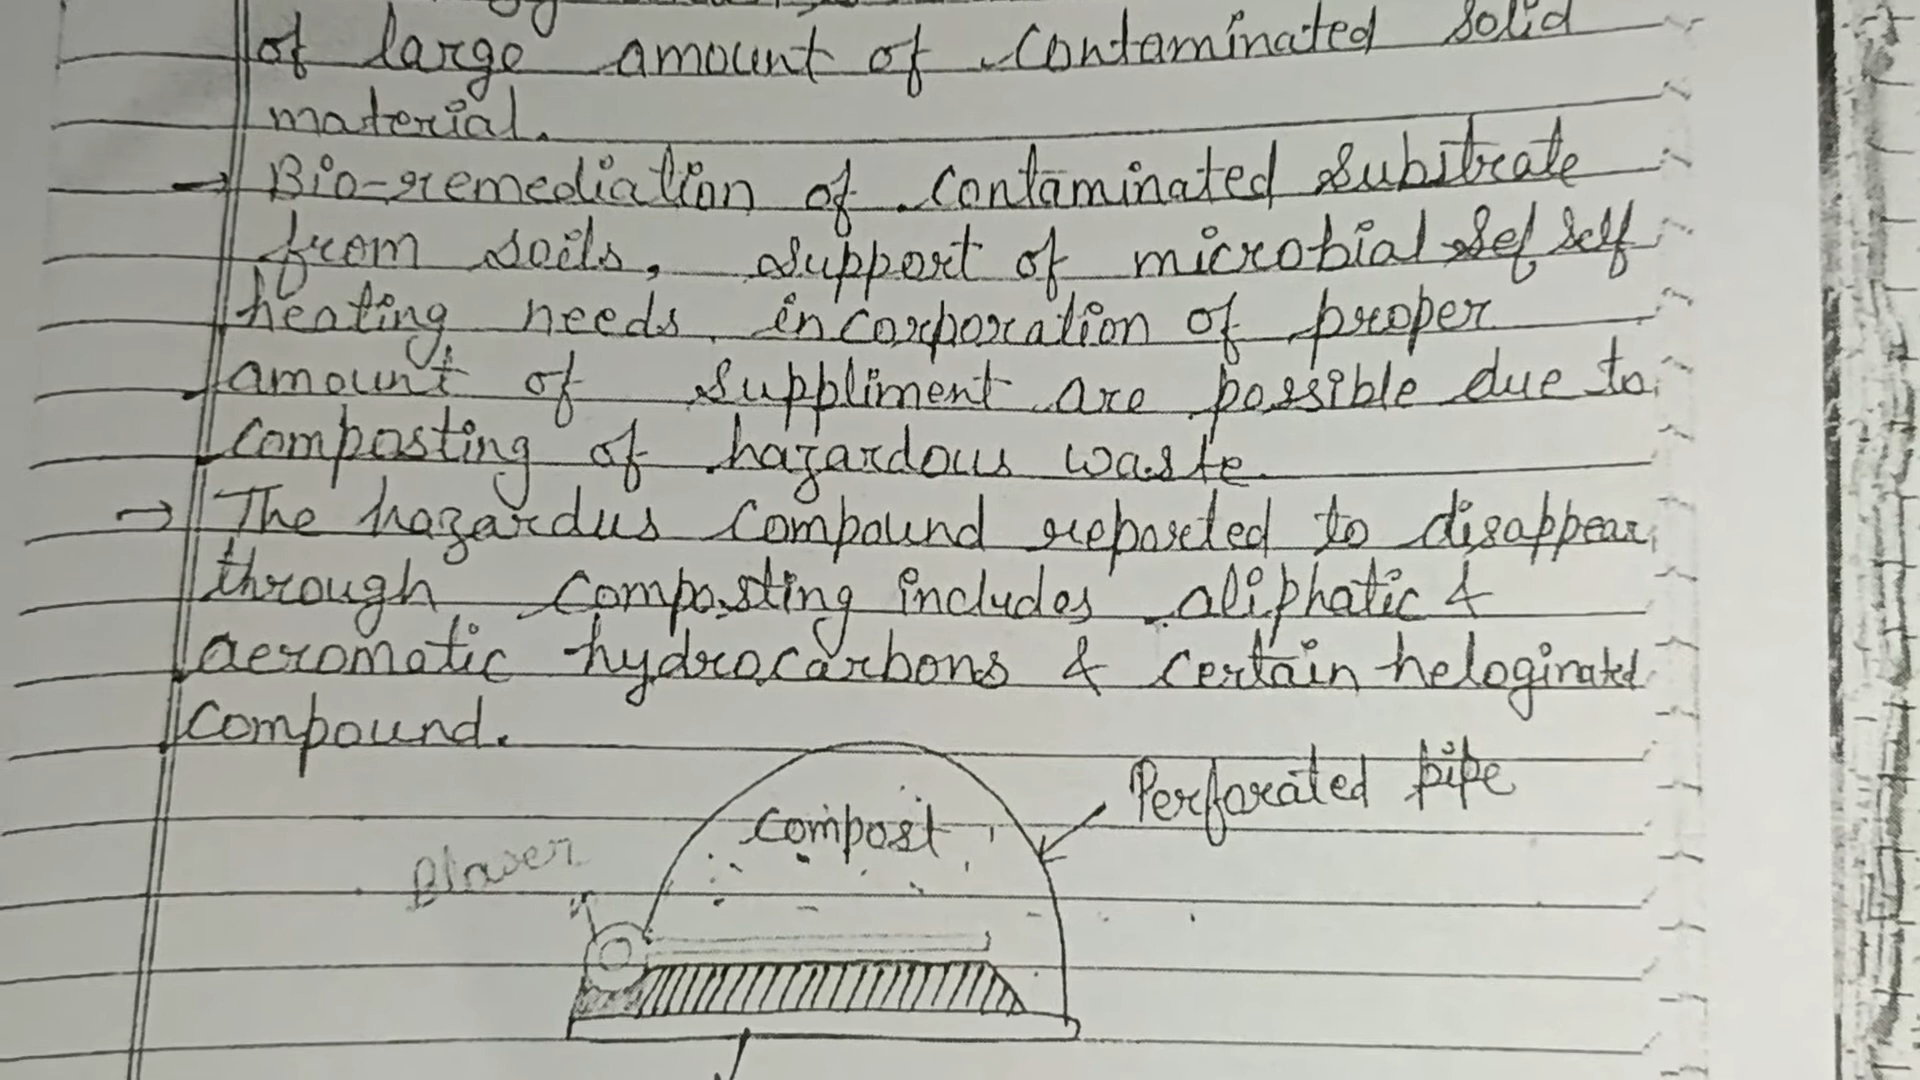 of large amount of contaminated solid
material.
→ Bio-remediation of contaminated substrate
from soils, support of microbial self
heating needs incorporation of proper
amount of suppliment are possible due to
composting of hazardous waste
→ The hazardus compound reported to disappear
through composting includes aliphatic &
aeromatic hydrocarbons & certain heloginated
compound.
Perforated pipe
compost
Blower